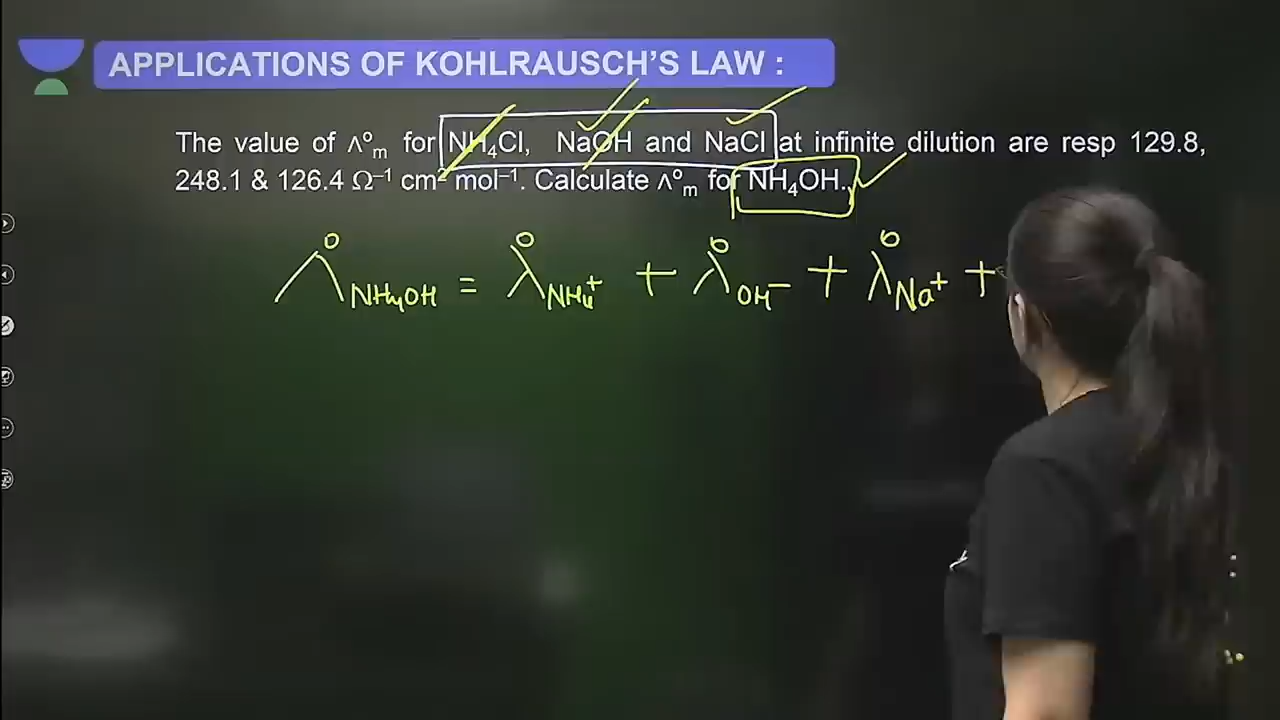 APPLICATIONS OF KOHLRAUSCH'S LAW :
The value of Λ°m for NH₄Cl, NaOH and NaCl at infinite dilution are resp 129.8,
248.1 & 126.4 Ω⁻¹ cm² mol⁻¹. Calculate Λ°m for NH₄OH.
Λ°NH₄OH = λ°NH₄⁺ + λ°OH⁻ + λ°Na⁺ +